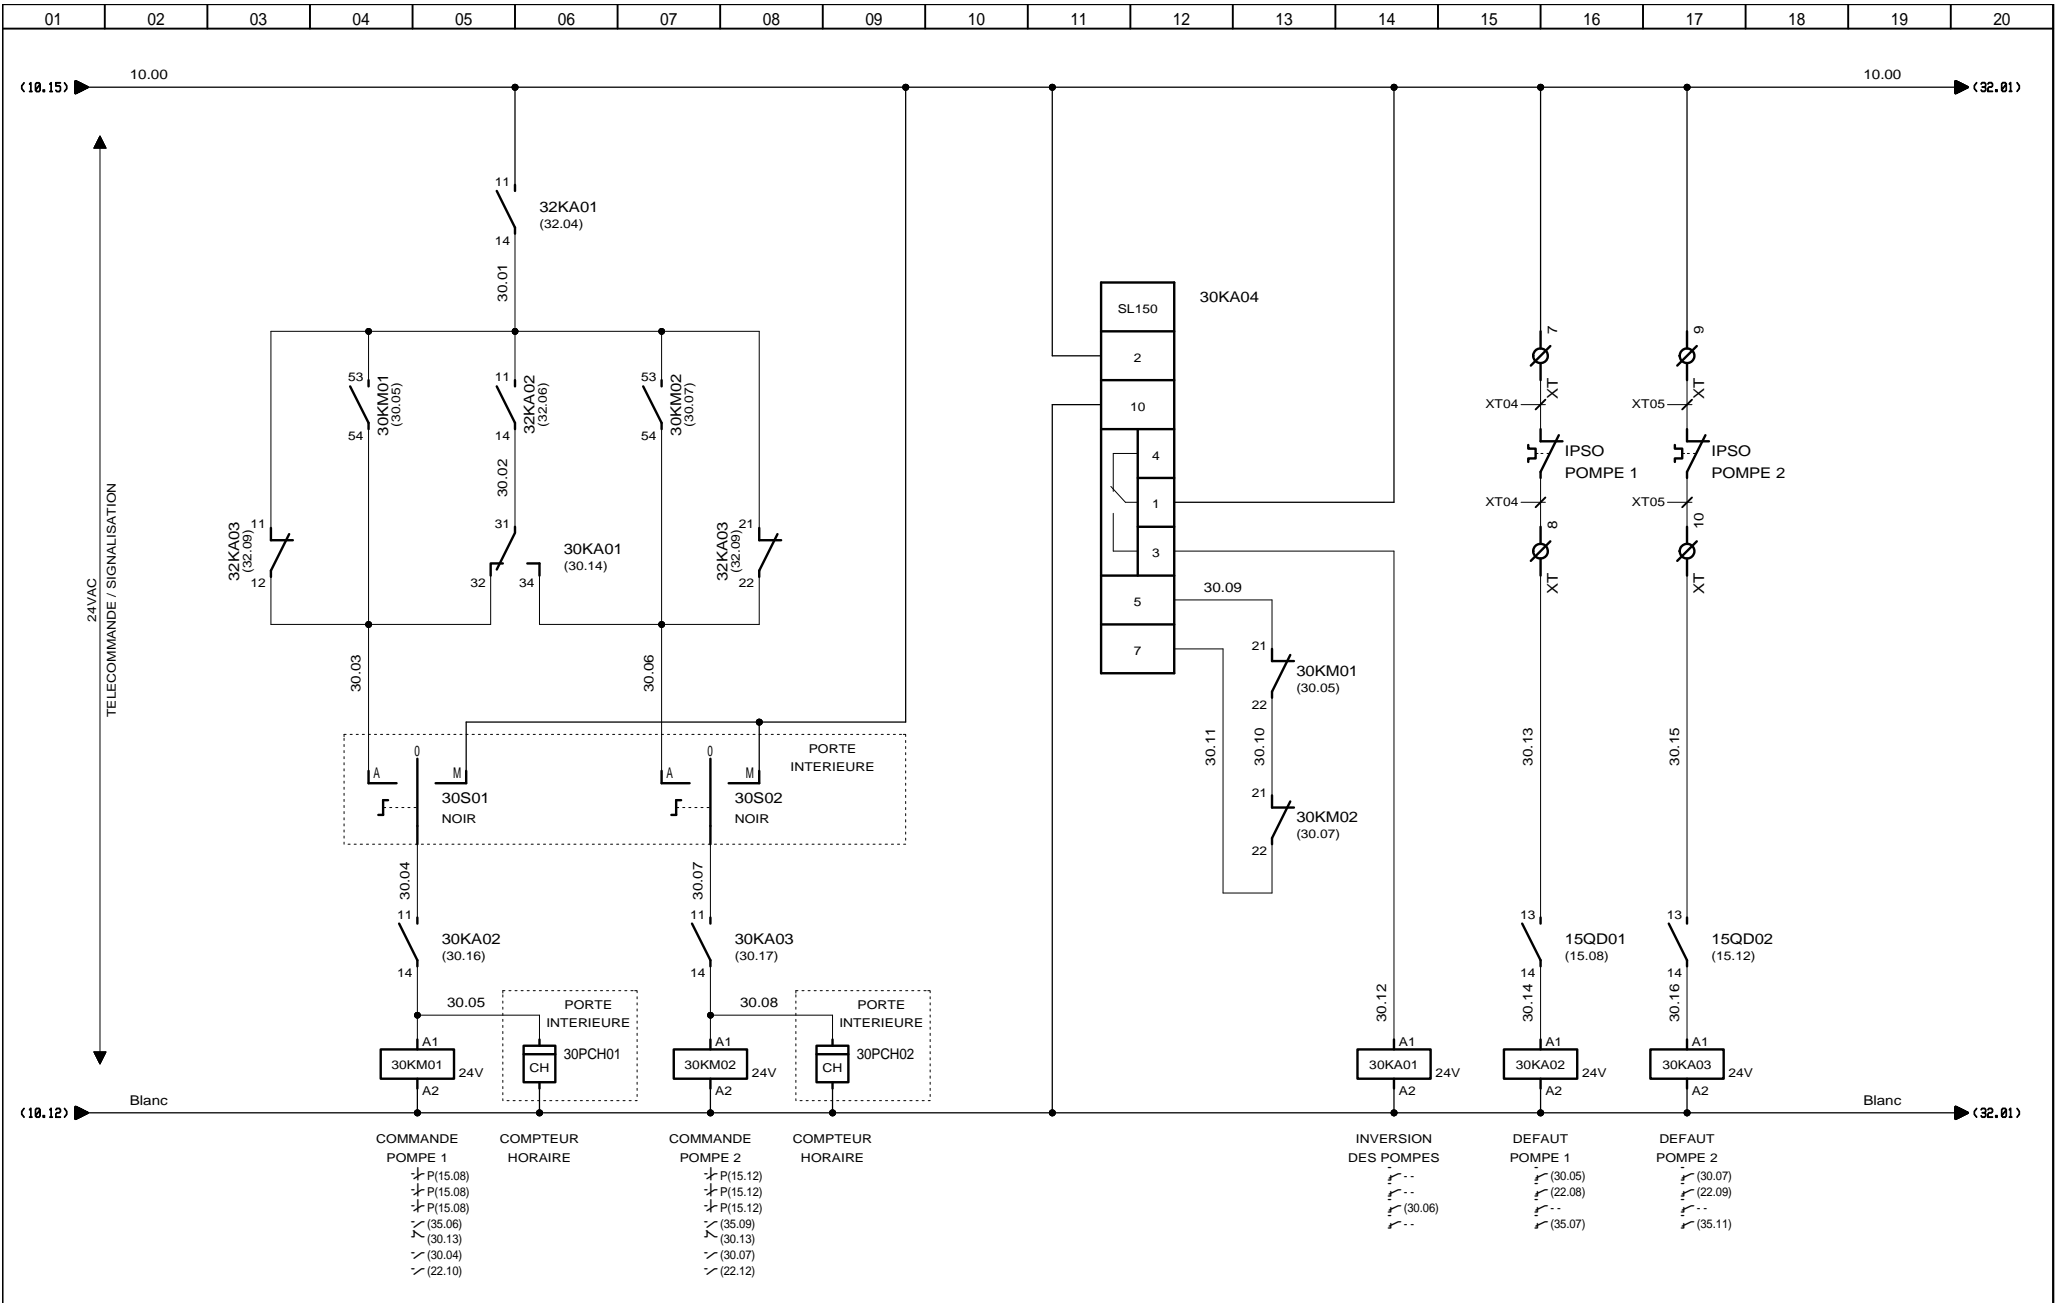 01 02 03 04 05 06 07 08 09 10 11 12 13 14 15 16 17 18 19 20
10.00 10.00
(10.15) (32.01)
24VAC
TELECOMMANDE / SIGNALISATION
11
32KA01
(32.04)
14
30.01
53
30KM01
(30.05)
54
11
32KA02
(32.06)
14
30.02
53
30KM02
(30.07)
54
11
32KA03
(32.09)
12
31
30KA01
(30.14)
32 34
21
32KA03
(32.09)
22
30.03
30.06
PORTE
INTERIEURE
A 0 M
30S01
NOIR
A 0 M
30S02
NOIR
30.04
30.07
11
30KA02
(30.16)
14
11
30KA03
(30.17)
14
30.05
PORTE
INTERIEURE
30.08
PORTE
INTERIEURE
A1
30KM01
24V
A2
30PCH01
CH
A1
30KM02
24V
A2
30PCH02
CH
SL150
30KA04
2
10
4
1
3
5
7
30.09
21
30KM01
(30.05)
22
30.11
30.10
21
30KM02
(30.07)
22
30.12
A1
30KA01
24V
A2
7
XT
XT04
IPSO
POMPE 1
XT04
8
XT
30.13
13
15QD01
(15.08)
14
30.14
A1
30KA02
24V
A2
9
XT
XT05
IPSO
POMPE 2
XT05
10
XT
30.15
13
15QD02
(15.12)
14
30.16
A1
30KA03
24V
A2
Blanc Blanc
(10.12) (32.01)
COMMANDE
POMPE 1
P(15.08)
P(15.08)
P(15.08)
(35.06)
(30.13)
(30.04)
(22.10)
COMPTEUR
HORAIRE
COMMANDE
POMPE 2
P(15.12)
P(15.12)
P(15.12)
(35.09)
(30.13)
(30.07)
(22.12)
COMPTEUR
HORAIRE
INVERSION
DES POMPES
--
--
(30.06)
--
DEFAUT
POMPE 1
(30.05)
(22.08)
--
(35.07)
DEFAUT
POMPE 2
(30.07)
(22.09)
--
(35.11)